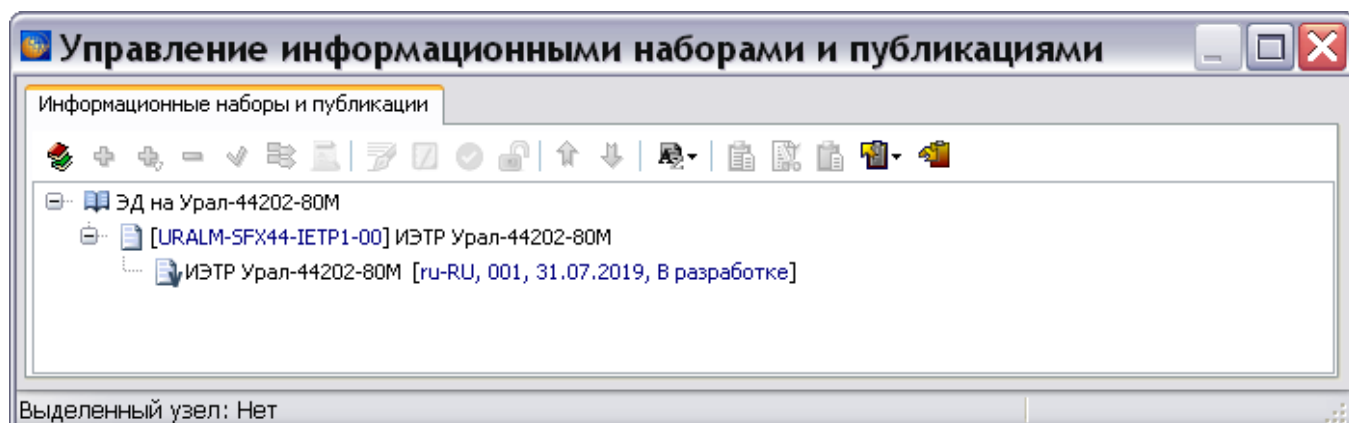 Управление информационными наборами и публикациями
Информационные наборы и публикации
ЭД на Урал-44202-80М
[URALM-SFX44-IETP1-00] ИЭТР Урал-44202-80М
ИЭТР Урал-44202-80М [ru-RU, 001, 31.07.2019, В разработке]
Выделенный узел: Нет